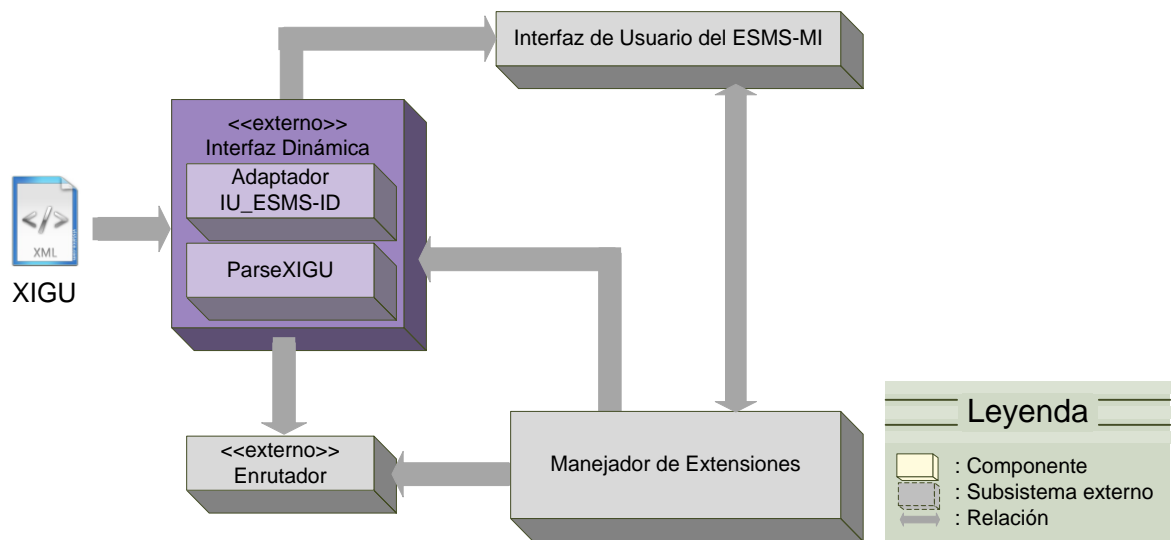 Interfaz de Usuario del ESMS-MI
<<externo>>
Interfaz Dinámica
Adaptador
IU_ESMS-ID
ParseXIGU
</>
XML
XIGU
<<externo>>
Enrutador
Manejador de Extensiones
Leyenda
: Componente
: Subsistema externo
: Relación